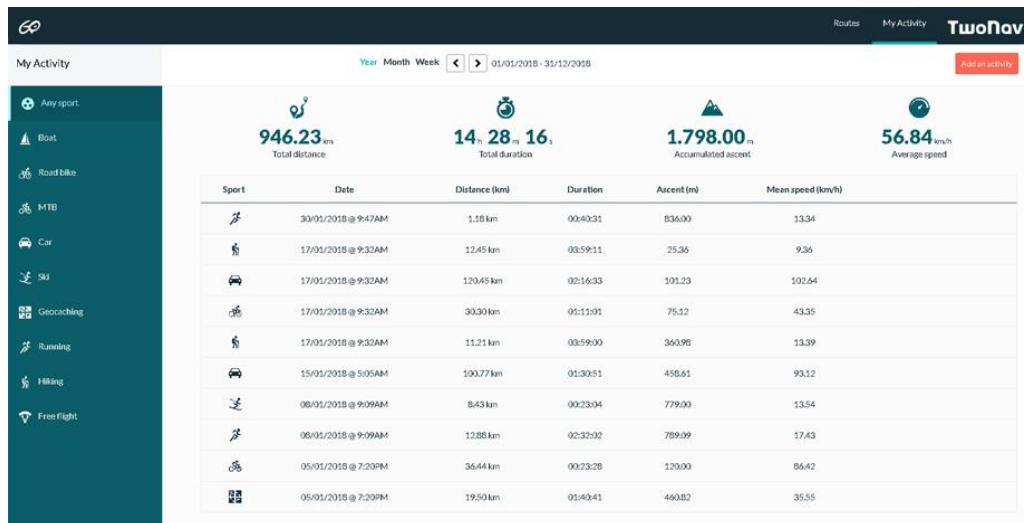 GO
Routes My Activity TwoNav
My Activity
Year Month Week 01/01/2018 - 31/12/2018
Add an activity
Any sport
Boat
Road bike
MTB
Car
Ski
Geocaching
Running
Hiking
Free flight
946.23 km
Total distance
14 h 28 m 16 s
Total duration
1.798.00 m
Accumulated ascent
56.84 km/h
Average speed
Sport Date Distance (km) Duration Ascent (m) Mean speed (km/h)
30/01/2018 @ 9:47AM 1.18 km 00:40:31 836.00 13.34
17/01/2018 @ 9:32AM 12.45 km 03:59:11 25.36 9.36
17/01/2018 @ 9:32AM 120.45 km 02:16:33 101.23 102.64
17/01/2018 @ 9:32AM 30.30 km 01:11:01 75.12 43.35
17/01/2018 @ 9:32AM 11.21 km 03:59:00 360.98 13.39
15/01/2018 @ 5:05AM 100.77 km 01:30:51 458.61 93.12
08/01/2018 @ 9:09AM 8.43 km 00:23:04 779.00 13.54
08/01/2018 @ 9:09AM 12.88 km 02:32:02 789.09 17.43
05/01/2018 @ 7:20PM 36.44 km 00:23:28 120.00 86.42
05/01/2018 @ 7:20PM 19.50 km 01:40:41 460.82 35.55